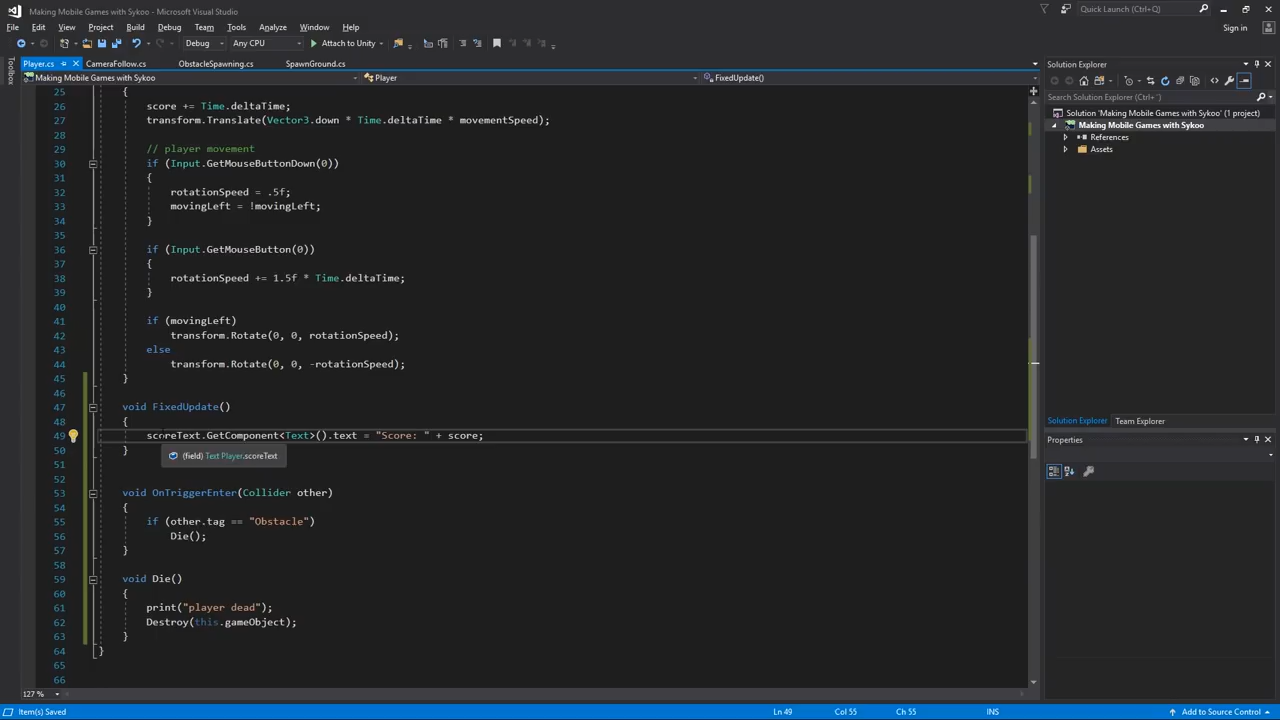 Making Mobile Games with Sykoo - Microsoft Visual Studio
Quick Launch (Ctrl+Q)
File Edit View Project Build Debug Team Tools Analyze Window Help
Sign in
Debug Any CPU Attach to Unity
Toolbox
Player.cs CameraFollow.cs ObstacleSpawning.cs SpawnGround.cs
Making Mobile Games with Sykoo Player FixedUpdate()
25 {
26 score += Time.deltaTime;
27 transform.Translate(Vector3.down * Time.deltaTime * movementSpeed);
28
29 // player movement
30 if (Input.GetMouseButtonDown(0))
31 {
32 rotationSpeed = .5f;
33 movingLeft = !movingLeft;
34 }
35
36 if (Input.GetMouseButton(0))
37 {
38 rotationSpeed += 1.5f * Time.deltaTime;
39 }
40
41 if (movingLeft)
42 transform.Rotate(0, 0, rotationSpeed);
43 else
44 transform.Rotate(0, 0, -rotationSpeed);
45 }
46
47 void FixedUpdate()
48 {
49 scoreText.GetComponent<Text>().text = "Score: " + score;
50 }
(field) Text Player.scoreText
51
52
53 void OnTriggerEnter(Collider other)
54 {
55 if (other.tag == "Obstacle")
56 Die();
57 }
58
59 void Die()
60 {
61 print("player dead");
62 Destroy(this.gameObject);
63 }
64 }
65
66
127 %
Solution Explorer
Search Solution Explorer (Ctrl+¨)
Solution 'Making Mobile Games with Sykoo' (1 project)
Making Mobile Games with Sykoo
References
Assets
Solution Explorer Team Explorer
Properties
Item(s) Saved Ln 49 Col 55 Ch 55 INS Add to Source Control